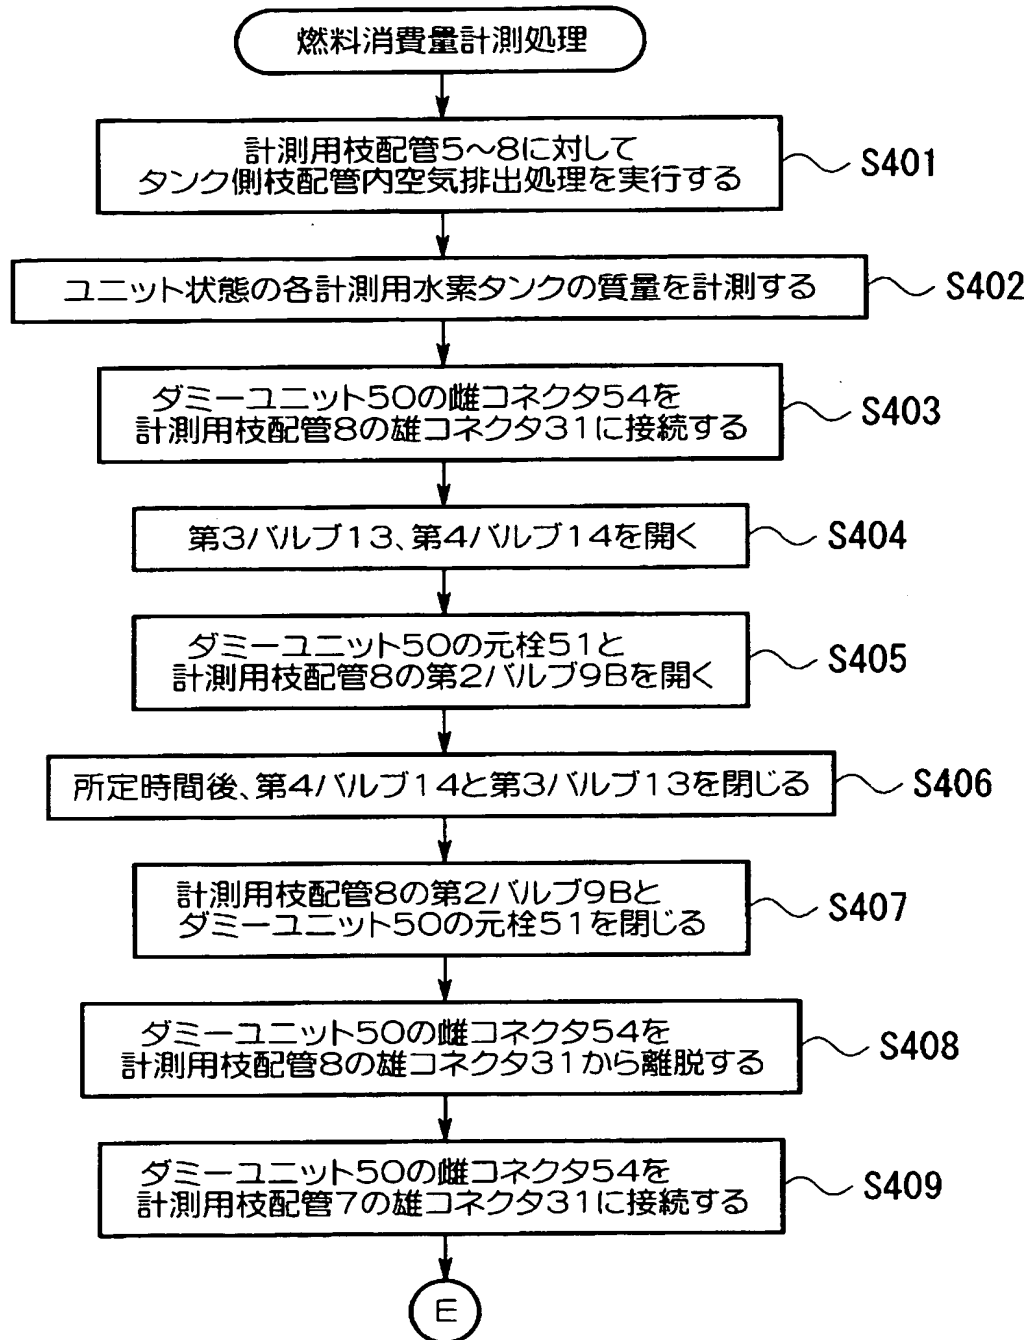 燃料消費量計測処理
計測用枝配管5～8に対して
タンク側枝配管内空気排出処理を実行する
S401
ユニット状態の各計測用水素タンクの質量を計測する
S402
ダミーユニット50の雌コネクタ54を
計測用枝配管8の雄コネクタ31に接続する
S403
第3バルブ13、第4バルブ14を開く
S404
ダミーユニット50の元栓51と
計測用枝配管8の第2バルブ9Bを開く
S405
所定時間後、第4バルブ14と第3バルブ13を閉じる
S406
計測用枝配管8の第2バルブ9Bと
ダミーユニット50の元栓51を閉じる
S407
ダミーユニット50の雌コネクタ54を
計測用枝配管8の雄コネクタ31から離脱する
S408
ダミーユニット50の雌コネクタ54を
計測用枝配管7の雄コネクタ31に接続する
S409
E